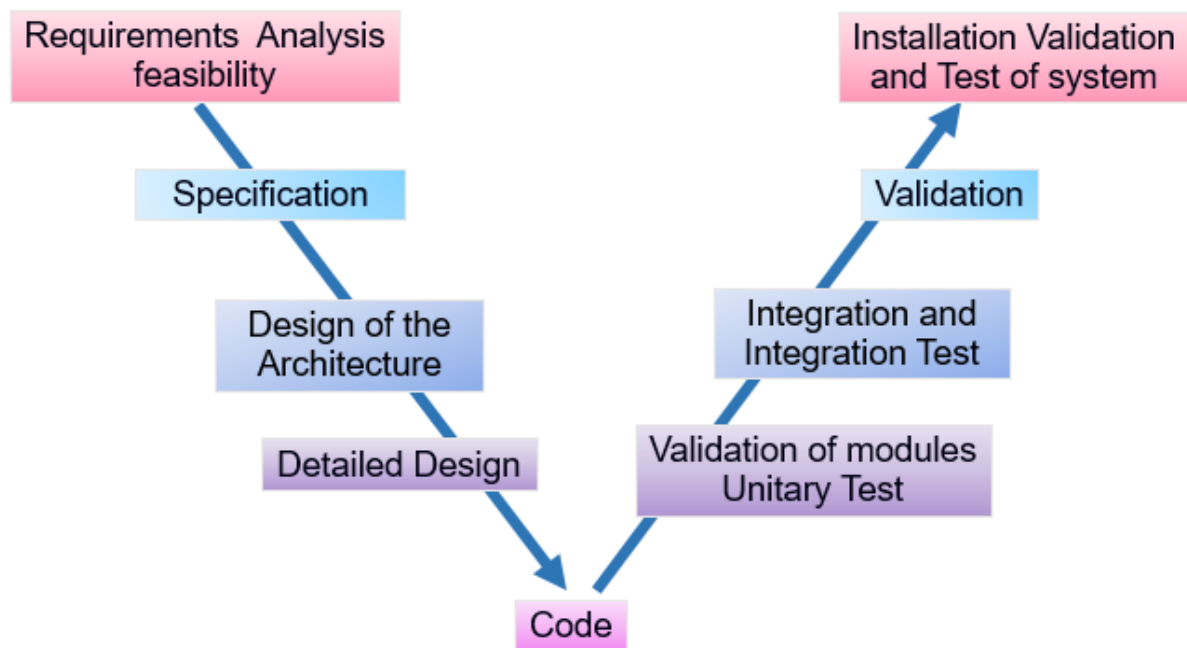 Requirements Analysis
feasibility
Installation Validation
and Test of system
Specification
Validation
Design of the
Architecture
Integration and
Integration Test
Detailed Design
Validation of modules
Unitary Test
Code